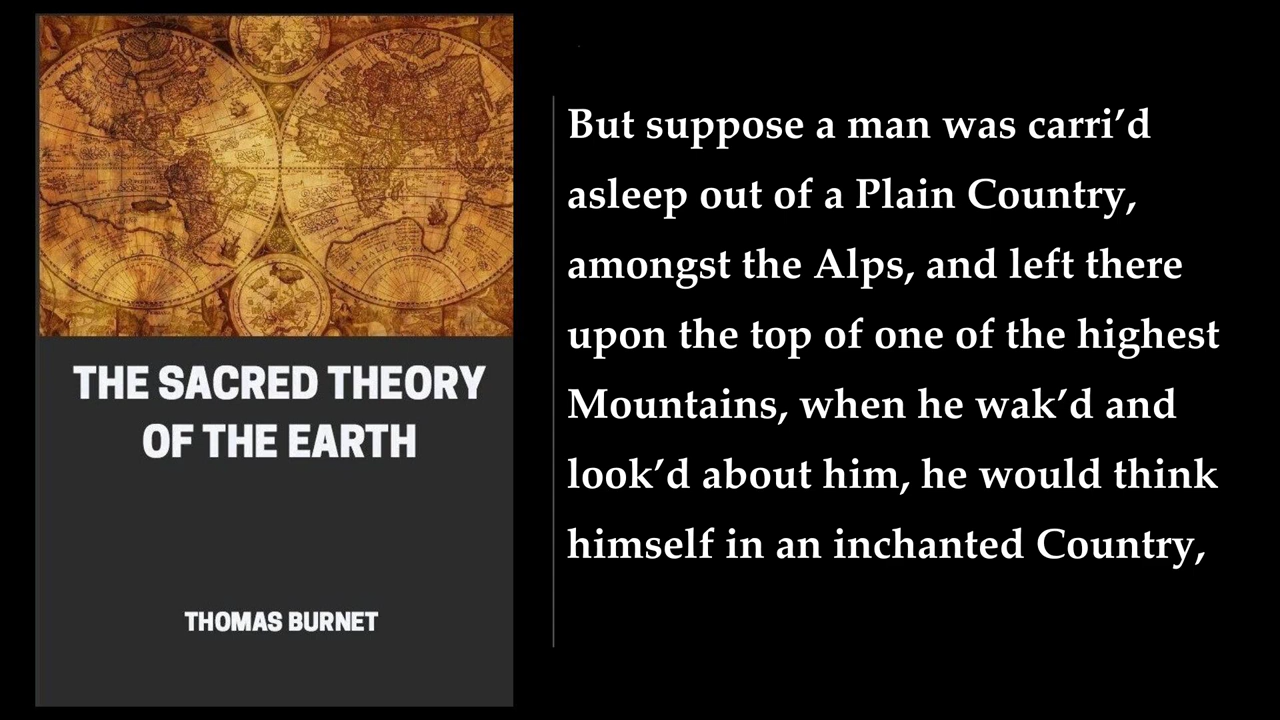 THE SACRED THEORY
OF THE EARTH
THOMAS BURNET
But suppose a man was carri’d
asleep out of a Plain Country,
amongst the Alps, and left there
upon the top of one of the highest
Mountains, when he wak’d and
look’d about him, he would think
himself in an inchanted Country,